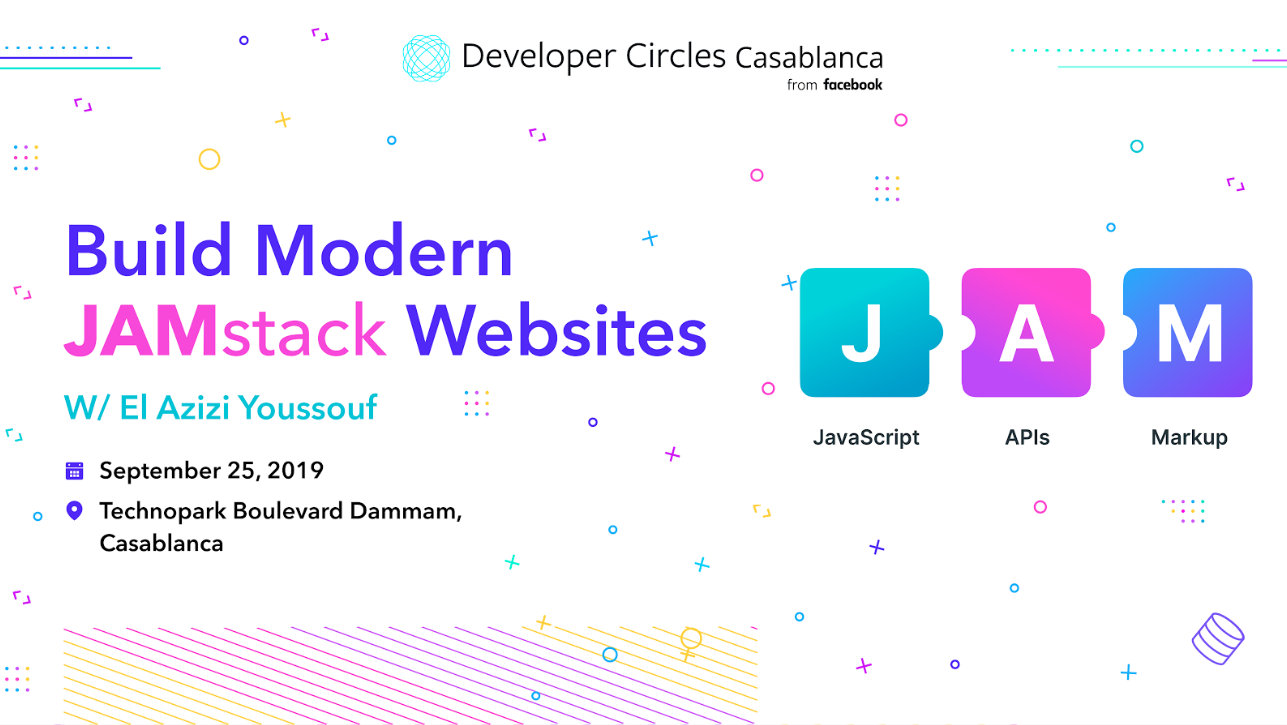 Developer Circles Casablanca
from facebook
Build Modern
JAMstack Websites
W/ El Azizi Youssouf
September 25, 2019
Technopark Boulevard Dammam,
Casablanca
J A M
JavaScript APIs Markup